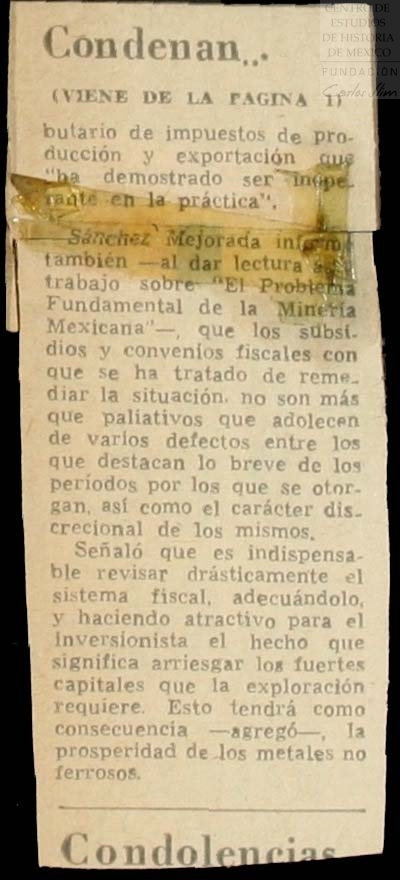 CENTRO DE
ESTUDIOS
DE HISTORIA
DE MEXICO
FUNDACIÓN
Carlos Slim
Condenan...
(VIENE DE LA PAGINA 1)
butario de impuestos de pro-
ducción y exportación que
"ha demostrado ser inope-
rante en la práctica".
Sánchez Mejorada informó
también —al dar lectura a su
trabajo sobre "El Problema
Fundamental de la Minería
Mexicana"—, que los subsi-
dios y convenios fiscales con
que se ha tratado de reme-
diar la situación, no son más
que paliativos que adolecen
de varios defectos entre los
que destacan lo breve de los
períodos por los que se otor-
gan, así como el carácter dis-
crecional de los mismos.
Señaló que es indispensa-
ble revisar drásticamente el
sistema fiscal, adecuándolo,
y haciendo atractivo para el
inversionista el hecho que
significa arriesgar los fuertes
capitales que la exploración
requiere. Esto tendrá como
consecuencia —agregó—, la
prosperidad de los metales no
ferrosos.
Condolencias